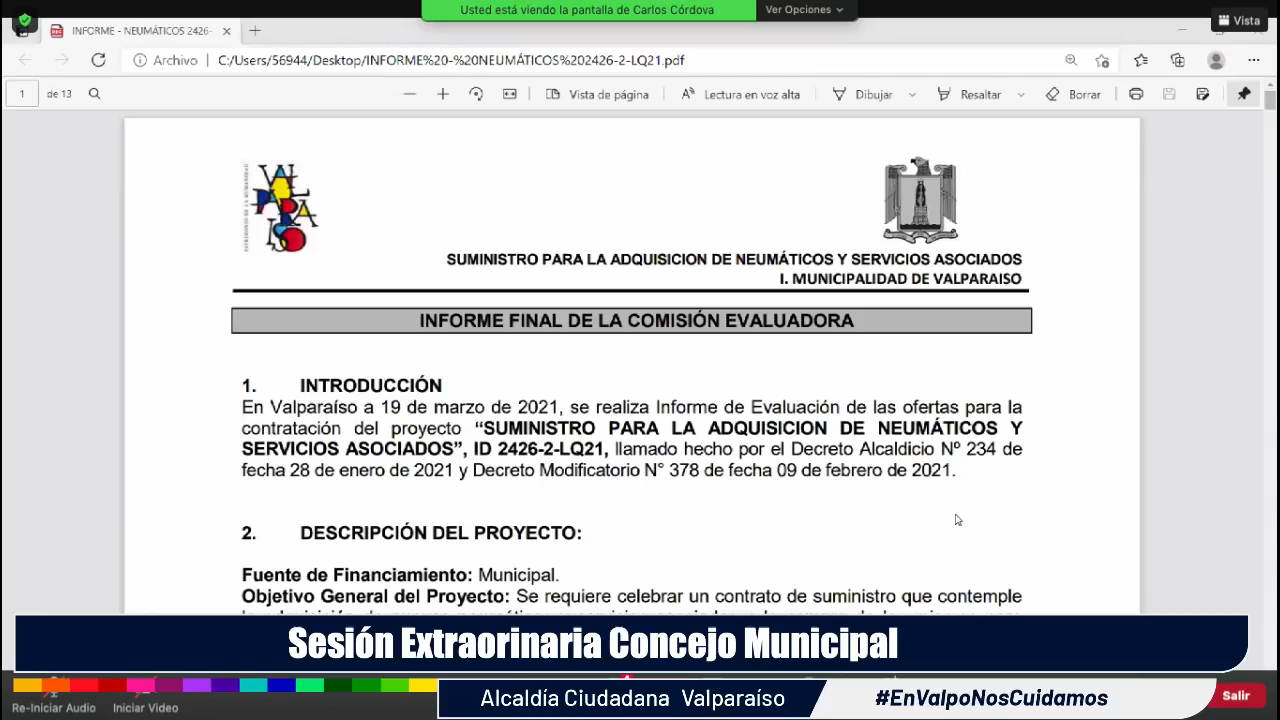 Usted está viendo la pantalla de Carlos Córdova
Ver Opciones
Vista
INFORME - NEUMÁTICOS 2426-
Archivo
C:/Users/56944/Desktop/INFORME%20-%20NEUMÁTICOS%202426-2-LQ21.pdf
1 de 13
Vista de página
Lectura en voz alta
Dibujar
Resaltar
Borrar
VALPARAISO
SUMINISTRO PARA LA ADQUISICION DE NEUMÁTICOS Y SERVICIOS ASOCIADOS
I. MUNICIPALIDAD DE VALPARAISO
INFORME FINAL DE LA COMISIÓN EVALUADORA
1. INTRODUCCIÓN
En Valparaíso a 19 de marzo de 2021, se realiza Informe de Evaluación de las ofertas para la
contratación del proyecto “SUMINISTRO PARA LA ADQUISICION DE NEUMÁTICOS Y
SERVICIOS ASOCIADOS”, ID 2426-2-LQ21, llamado hecho por el Decreto Alcaldicio Nº 234 de
fecha 28 de enero de 2021 y Decreto Modificatorio N° 378 de fecha 09 de febrero de 2021.
2. DESCRIPCIÓN DEL PROYECTO:
Fuente de Financiamiento: Municipal.
Objetivo General del Proyecto: Se requiere celebrar un contrato de suministro que contemple
Sesión Extraorinaria Concejo Municipal
Alcaldía Ciudadana Valparaíso
#EnValpoNosCuidamos
Re-Iniciar Audio
Iniciar Video
Salir